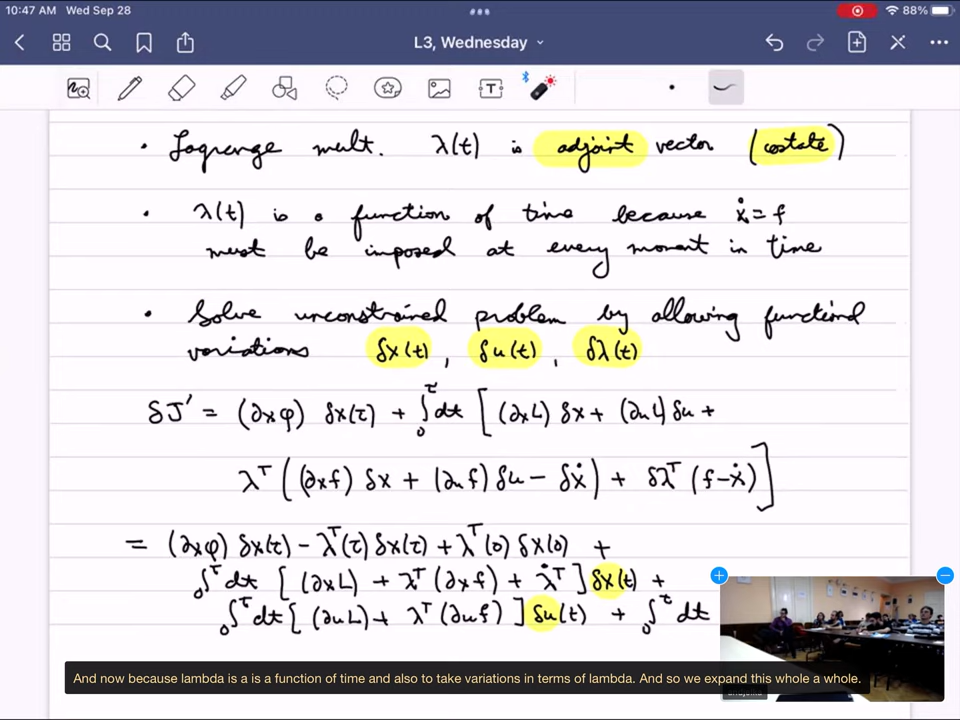 10:47 AM Wed Sep 28
88%
L3, Wednesday
T
• Lagrange mult. λ(t) is adjoint vector (costate)
• λ(t) is a function of time because ẋ = f
must be imposed at every moment in time
• Solve unconstrained problem by allowing functional
variations δx(t), δu(t), δλ(t)
δJ' = (∂xφ) δx(τ) + ∫₀^τ dt [(∂xL) δx + (∂uL) δu +
λᵀ ((∂xf) δx + (∂uf) δu − δẋ) + δλᵀ (f−ẋ)]
= (∂xφ) δx(τ) − λᵀ(τ) δx(τ) + λᵀ(0) δx(0) +
∫₀^τ dt [(∂xL) + λᵀ(∂xf) + λ̇ᵀ] δx(t) +
∫₀^τ dt [(∂uL) + λᵀ(∂uf)] δu(t) + ∫₀^τ dt
And now because lambda is a is a function of time and also to take variations in terms of lambda. And so we expand this whole a whole.